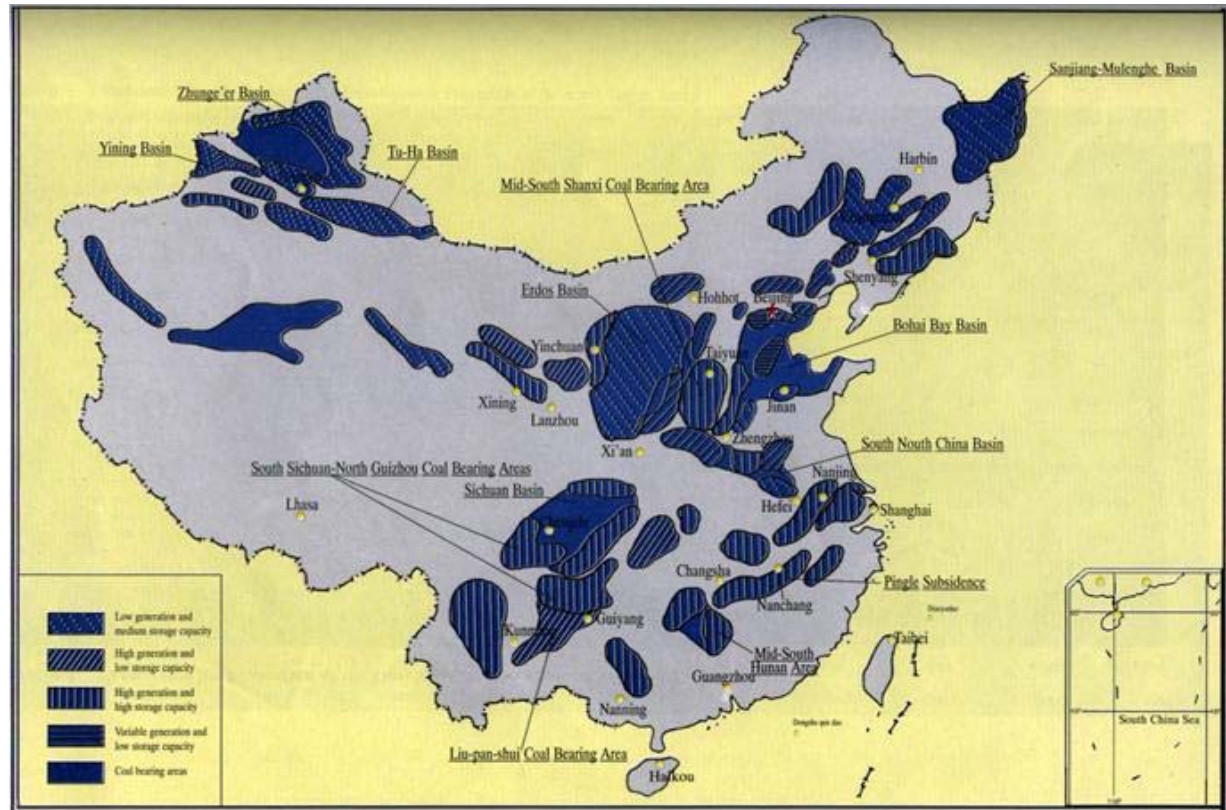 Sanjiang-Mulenghe Basin
Zhunge'er Basin
Yining Basin
Tu-Ha Basin
Harbin
Mid-South Shanxi Coal Bearing Area
Shenyang
Erdos Basin
Hohhot
Beijing
Bohai Bay Basin
Yinchuan
Taiyuan
Xining
Lanzhou
Jinan
Zhengzhou
Xi'an
South Nouth China Basin
South Sichuan-North Guizhou Coal Bearing Areas
Sichuan Basin
Nanjing
Lhasa
Hefei
Shanghai
Changsha
Pingle Subsidence
Nanchang
Guiyang
Taibei
Mid-South
Hunan Area
Guangzhou
Nanning
Liu-pan-shui Coal Bearing Area
Haikou
South China Sea
Low generation and
medium storage capacity
High generation and
low storage capacity
High generation and
high storage capacity
Variable generation and
low storage capacity
Coal bearing areas